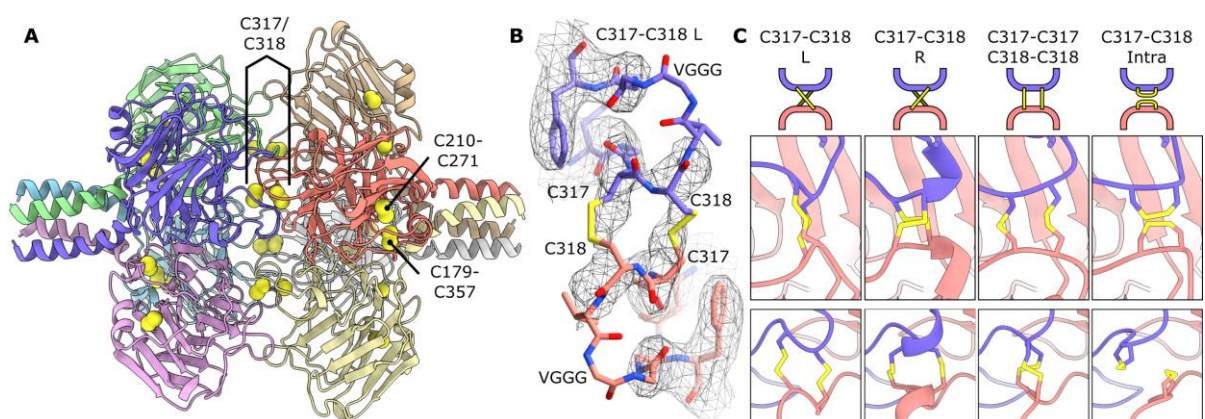 A
C317/
C318
C210-
C271
C179-
C357
B
C317-C318 L
VGGG
C317
C318
C318
C317
VGGG
C
C317-C318
L
C317-C318
R
C317-C317
C318-C318
C317-C318
Intra